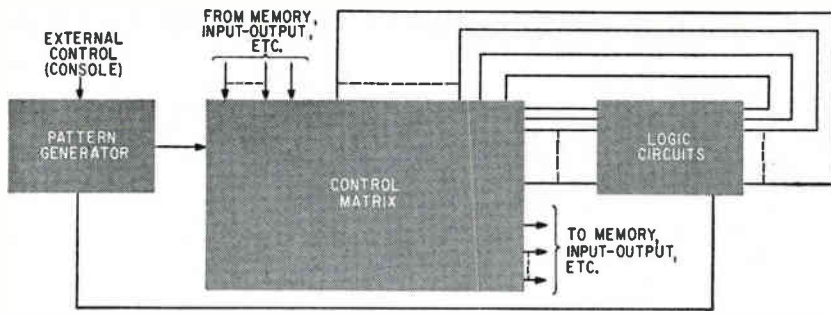 FROM MEMORY,
INPUT-OUTPUT,
ETC.
EXTERNAL
CONTROL
(CONSOLE)
PATTERN
GENERATOR
CONTROL
MATRIX
LOGIC
CIRCUITS
TO MEMORY,
INPUT-OUTPUT,
ETC.